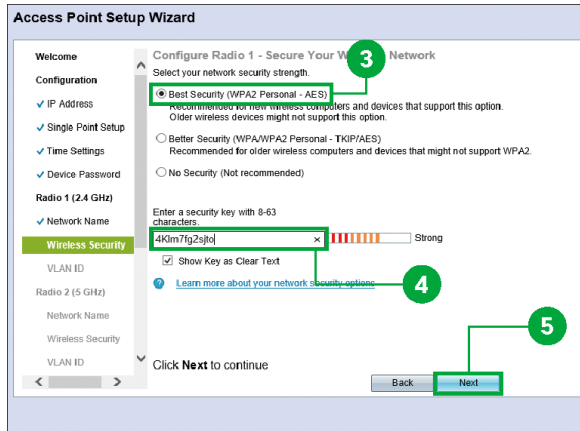 Access Point Setup Wizard
Welcome
Configuration
IP Address
Single Point Setup
Time Settings
Device Password
Radio 1 (2.4 GHz)
Network Name
Wireless Security
VLAN ID
Radio 2 (5 GHz)
Network Name
Wireless Security
VLAN ID
Configure Radio 1 - Secure Your W Network
3
Select your network security strength.
Best Security (WPA2 Personal - AES)
Recommended for new wireless computers and devices that support this option.
Older wireless devices might not support this option.
Better Security (WPA/WPA2 Personal - TKIP/AES)
Recommended for older wireless computers and devices that might not support WPA2.
No Security (Not recommended)
Enter a security key with 8-63
characters.
4Klm7fg2sjto
Strong
Show Key as Clear Text
Learn more about your network security options
4
5
Click Next to continue
Back Next